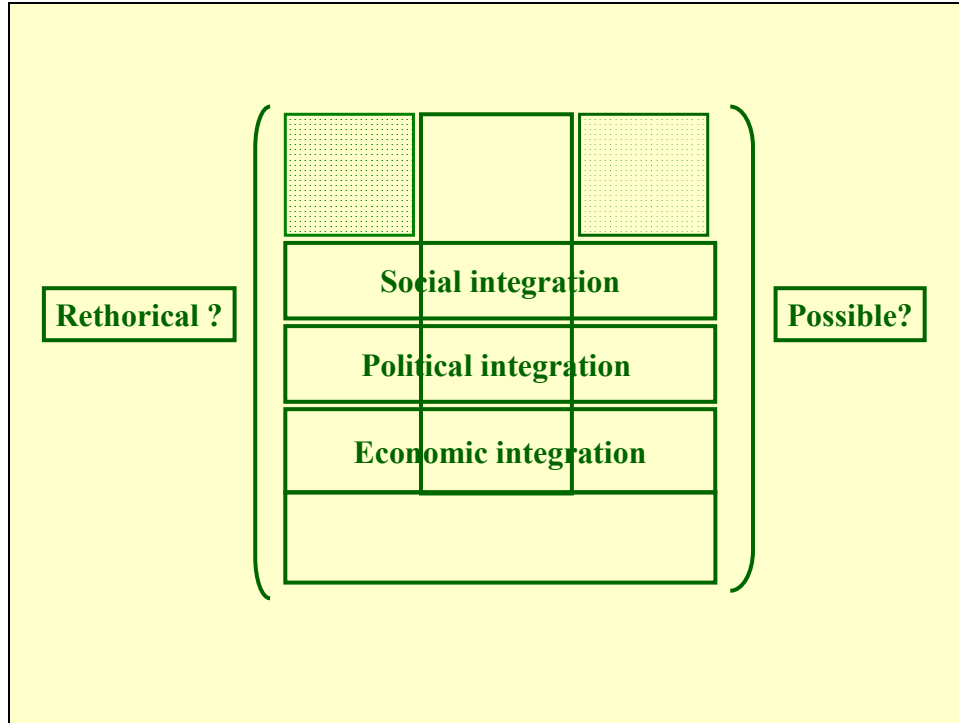 Social integration
Rethorical ?
Possible?
Political integration
Economic integration